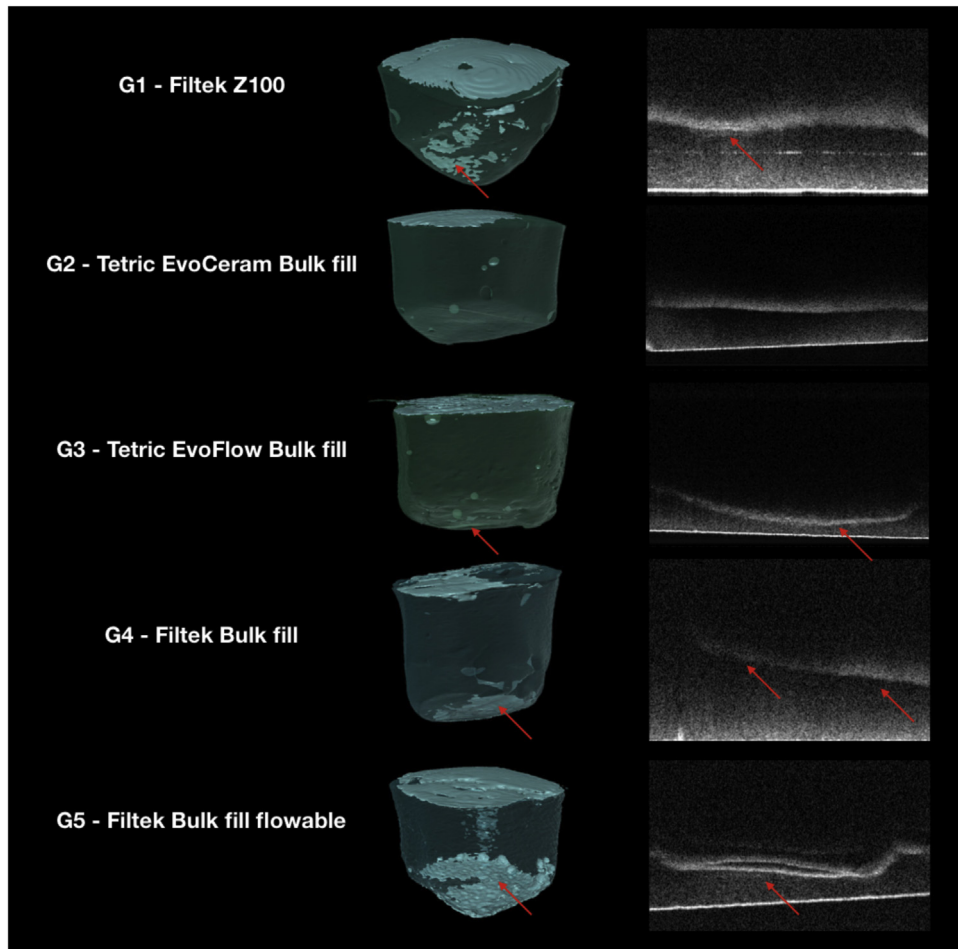 G1 - Filtek Z100
G2 - Tetric EvoCeram Bulk fill
G3 - Tetric EvoFlow Bulk fill
G4 - Filtek Bulk fill
G5 - Filtek Bulk fill flowable